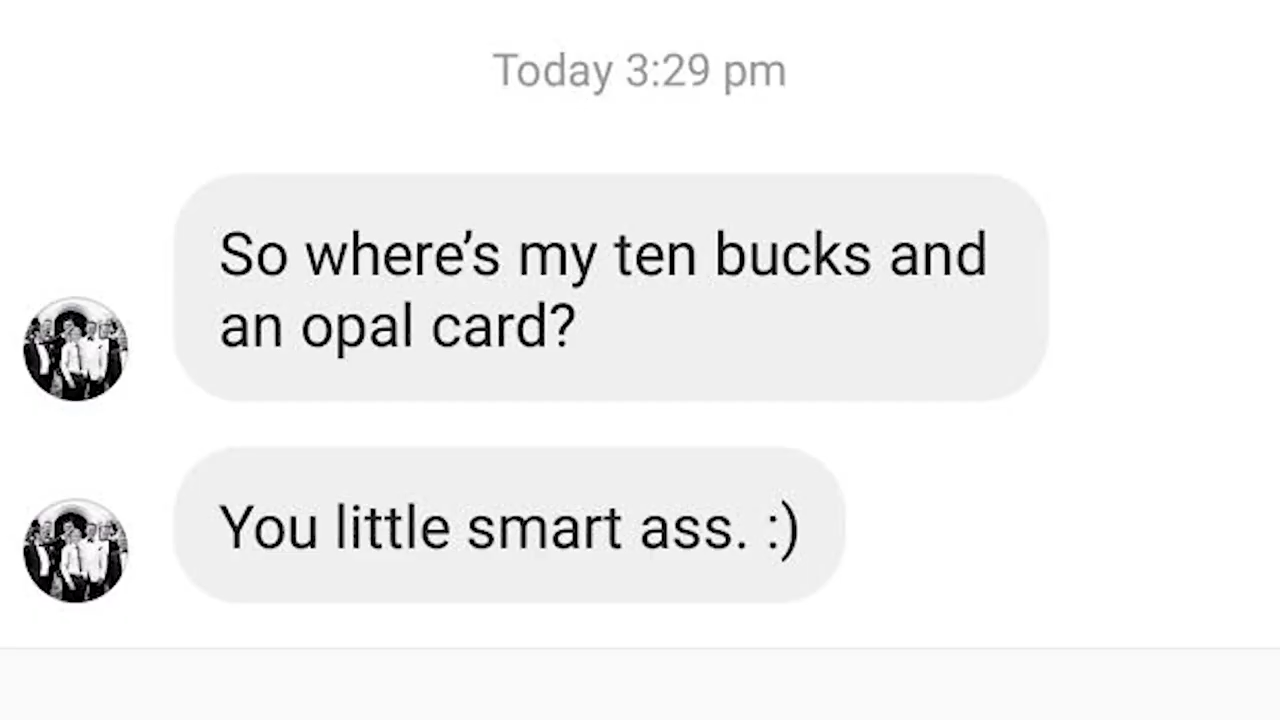 Today 3:29 pm
So where’s my ten bucks and
an opal card?
You little smart ass. :)